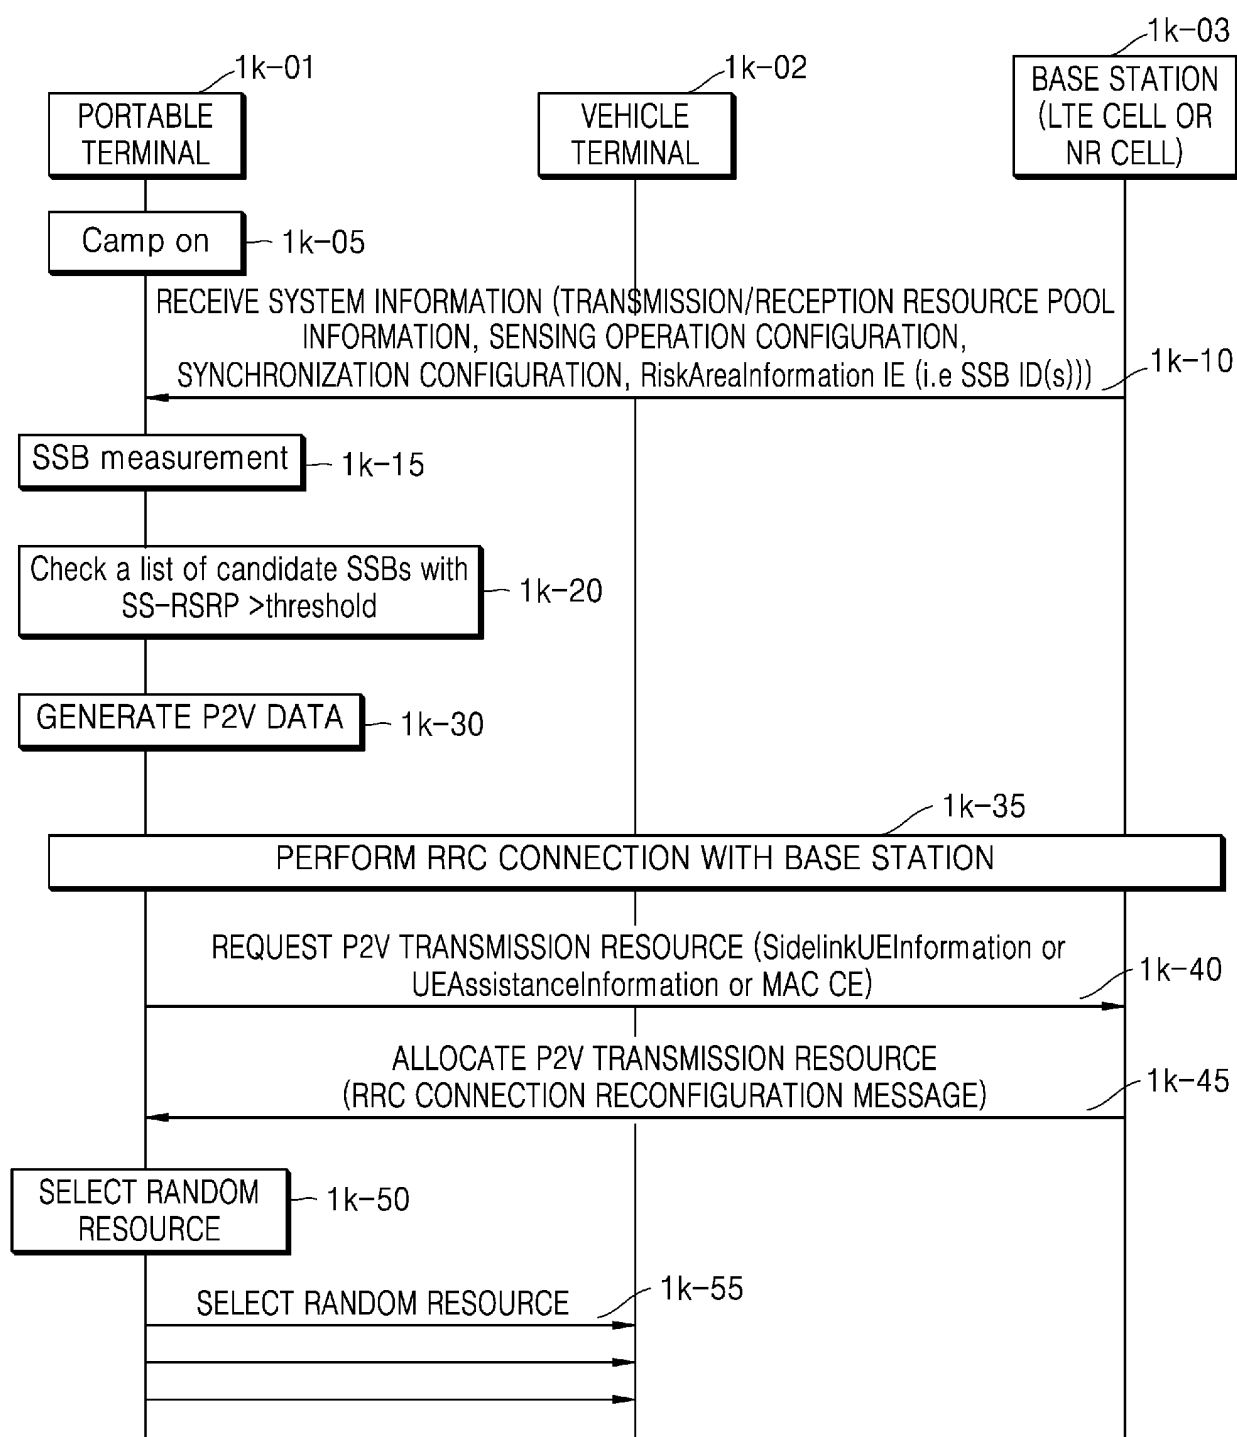 1k-01
PORTABLE
TERMINAL
1k-02
VEHICLE
TERMINAL
1k-03
BASE STATION
(LTE CELL OR
NR CELL)
Camp on
1k-05
RECEIVE SYSTEM INFORMATION (TRANSMISSION/RECEPTION RESOURCE POOL
INFORMATION, SENSING OPERATION CONFIGURATION,
SYNCHRONIZATION CONFIGURATION, RiskAreaInformation IE (i.e SSB ID(s)))
1k-10
SSB measurement
1k-15
Check a list of candidate SSBs with
SS-RSRP >threshold
1k-20
GENERATE P2V DATA
1k-30
1k-35
PERFORM RRC CONNECTION WITH BASE STATION
REQUEST P2V TRANSMISSION RESOURCE (SidelinkUEInformation or
UEAssistanceInformation or MAC CE)
1k-40
ALLOCATE P2V TRANSMISSION RESOURCE
(RRC CONNECTION RECONFIGURATION MESSAGE)
1k-45
SELECT RANDOM
RESOURCE
1k-50
SELECT RANDOM RESOURCE
1k-55